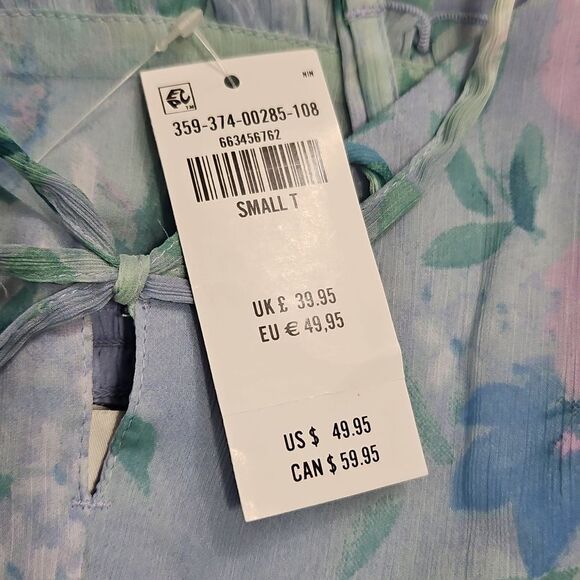 359-374-00285-108
663456762
SMALL T
UK £ 39.95
EU € 49,95
US $ 49.95
CAN $ 59.95